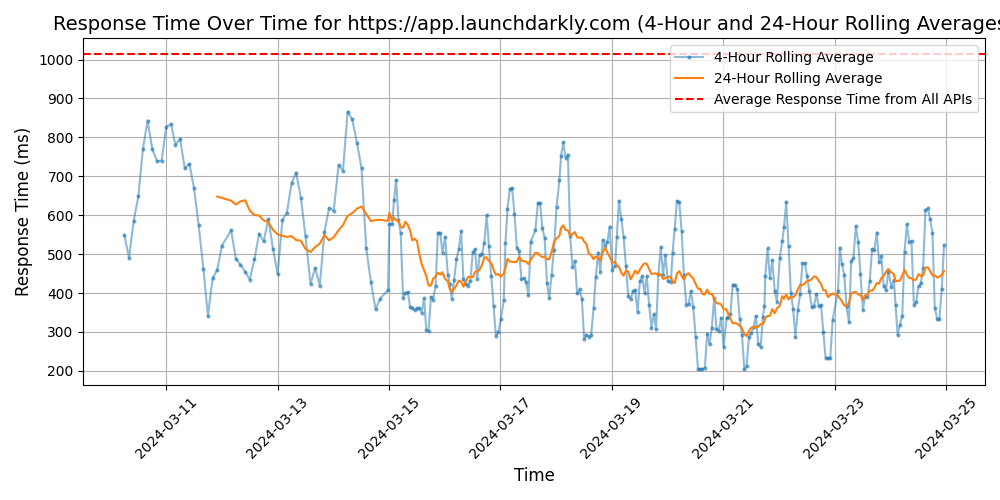 Response Time Over Time for https://app.launchdarkly.com (4-Hour and 24-Hour Rolling Averages
4-Hour Rolling Average
24-Hour Rolling Average
Average Response Time from All APIs
Response Time (ms)
1000
900
800
700
600
500
400
300
200
2024-03-11
2024-03-13
2024-03-15
2024-03-17
2024-03-19
2024-03-21
2024-03-23
2024-03-25
Time